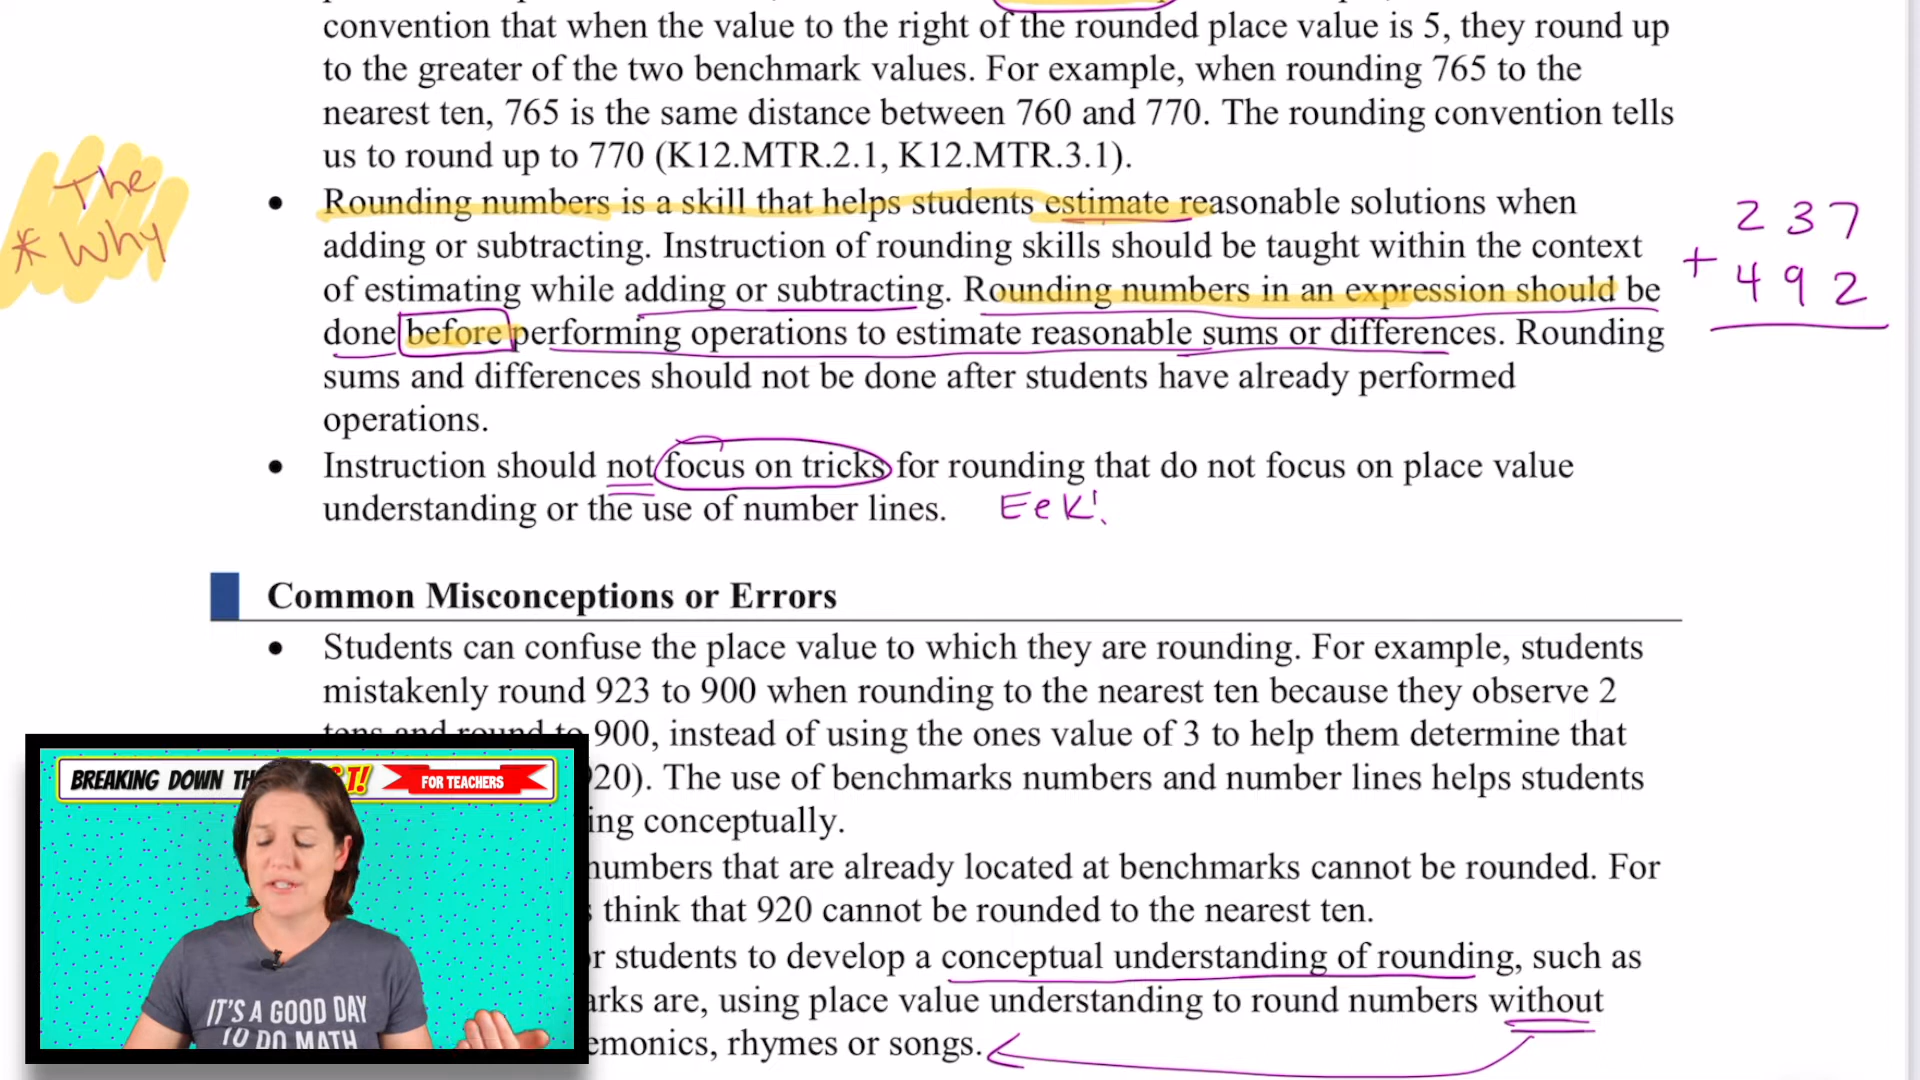 convention that when the value to the right of the rounded place value is 5, they round up
to the greater of the two benchmark values. For example, when rounding 765 to the
nearest ten, 765 is the same distance between 760 and 770. The rounding convention tells
us to round up to 770 (K12.MTR.2.1, K12.MTR.3.1).
The
* Why
• Rounding numbers is a skill that helps students estimate reasonable solutions when
adding or subtracting. Instruction of rounding skills should be taught within the context
of estimating while adding or subtracting. Rounding numbers in an expression should be
done before performing operations to estimate reasonable sums or differences. Rounding
sums and differences should not be done after students have already performed
operations.
237
+ 492
• Instruction should not focus on tricks for rounding that do not focus on place value
understanding or the use of number lines.
EeK!
Common Misconceptions or Errors
• Students can confuse the place value to which they are rounding. For example, students
mistakenly round 923 to 900 when rounding to the nearest ten because they observe 2
tens and round to 900, instead of using the ones value of 3 to help them determine that
20). The use of benchmarks numbers and number lines helps students
ing conceptually.
numbers that are already located at benchmarks cannot be rounded. For
think that 920 cannot be rounded to the nearest ten.
r students to develop a conceptual understanding of rounding, such as
arks are, using place value understanding to round numbers without
emonics, rhymes or songs.
BREAKING DOWN TH T!
FOR TEACHERS
IT'S A GOOD DAY
TO DO MATH